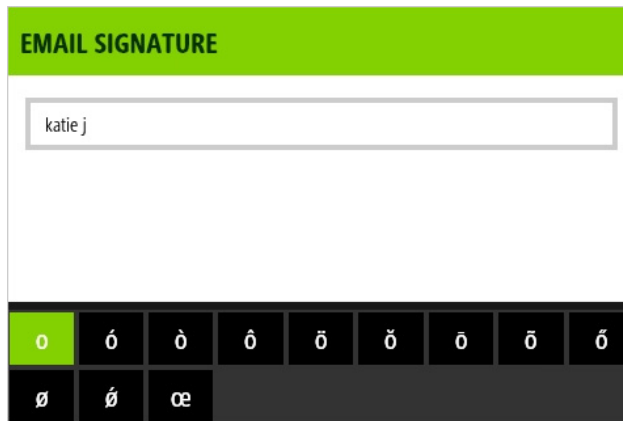 EMAIL SIGNATURE
katie j
o ó ò ô ö ŏ ō õ ő
ø ǿ œ